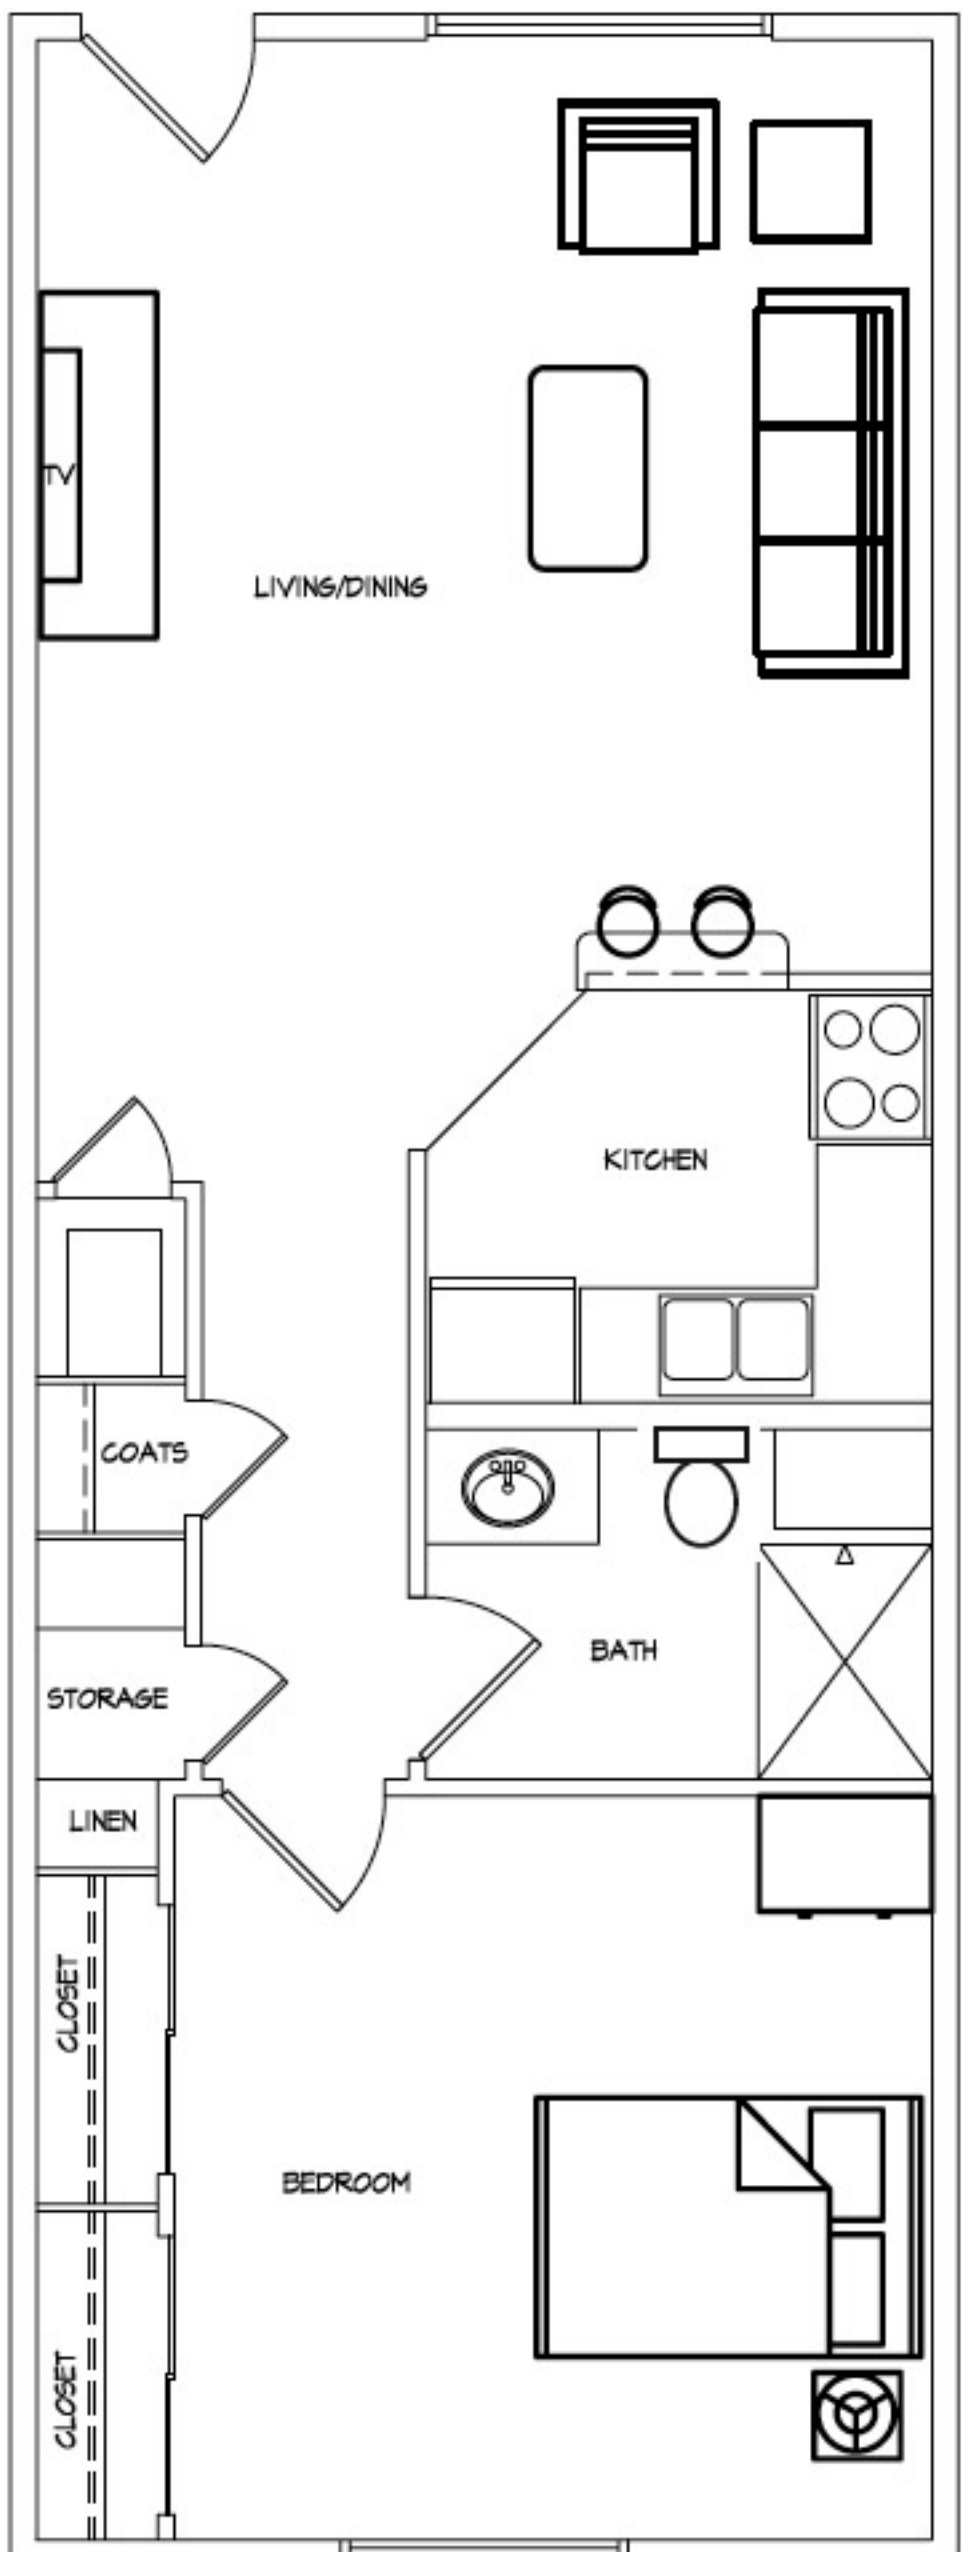 TV
LIVING/DINING
KITCHEN
COATS
BATH
STORAGE
LINEN
CLOSET
BEDROOM
CLOSET